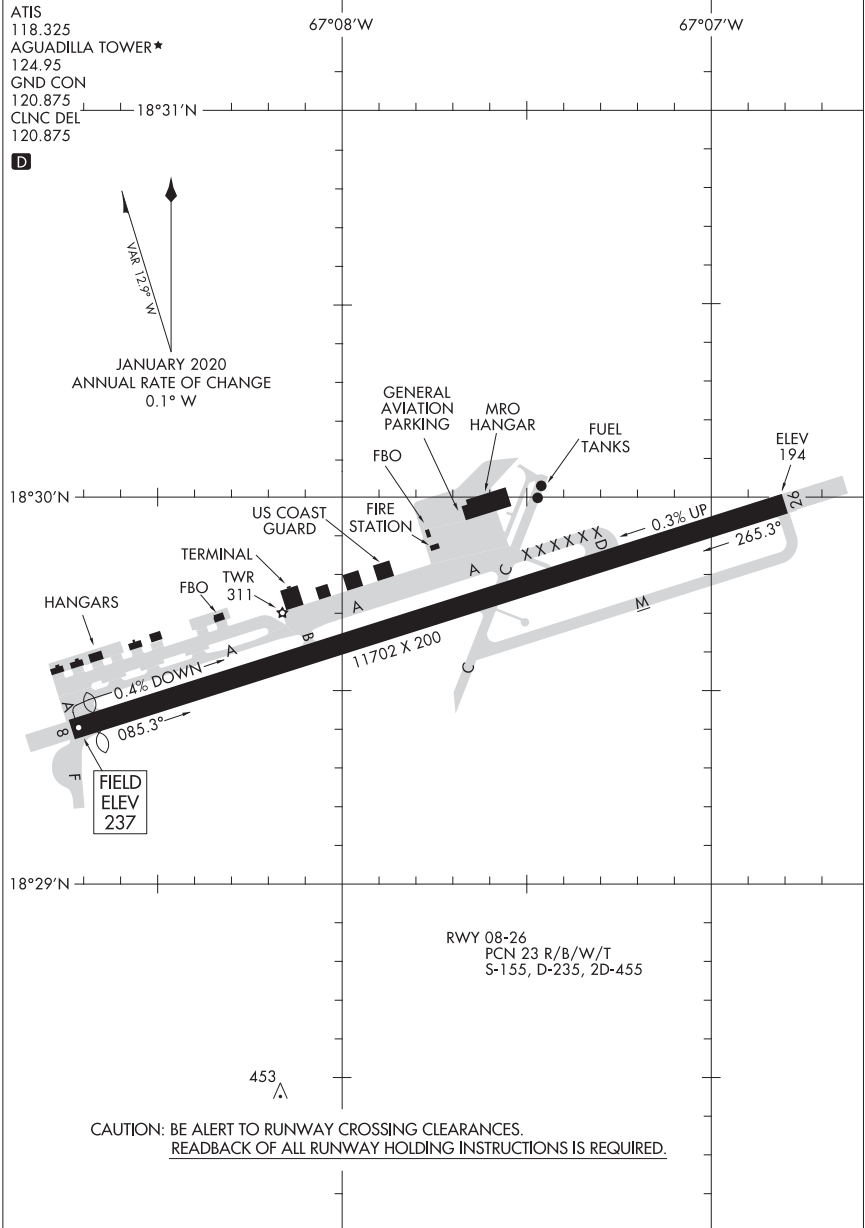 ATIS
118.325
AGUADILLA TOWER★
124.95
GND CON
120.875
CLNC DEL
120.875
D
67°08'W
67°07'W
18°31'N
VAR 12.9° W
JANUARY 2020
ANNUAL RATE OF CHANGE
0.1° W
GENERAL
AVIATION
PARKING
MRO
HANGAR
FUEL
TANKS
ELEV
194
FBO
18°30'N
US COAST
GUARD
FIRE
STATION
26
0.3% UP
265.3°
XXXXXX
D
TERMINAL
TWR
311
FBO
HANGARS
A
C
A
B
M
11702 X 200
A
0.4% DOWN
C
A
8
085.3°
F
FIELD
ELEV
237
18°29'N
RWY 08-26
PCN 23 R/B/W/T
S-155, D-235, 2D-455
453
CAUTION: BE ALERT TO RUNWAY CROSSING CLEARANCES.
READBACK OF ALL RUNWAY HOLDING INSTRUCTIONS IS REQUIRED.